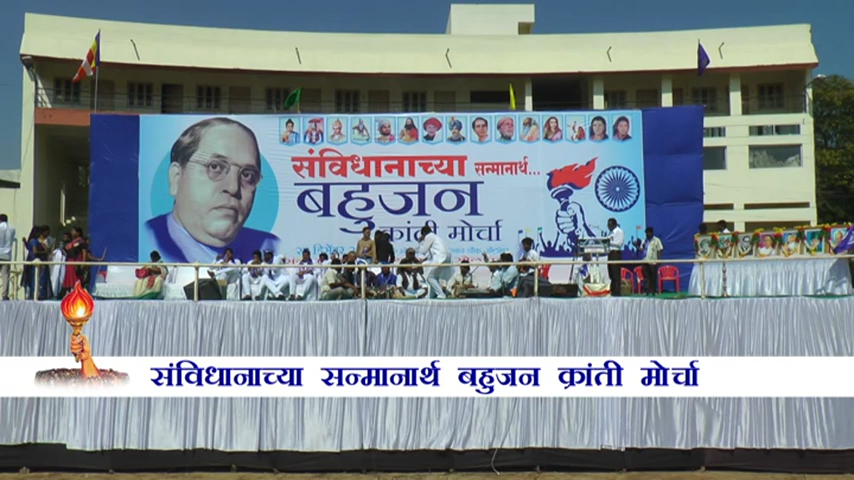 संविधानाच्या सन्मानार्थ...
बहुजन
क्रांती मोर्चा
संविधानाच्या सन्मानार्थ बहुजन क्रांती मोर्चा